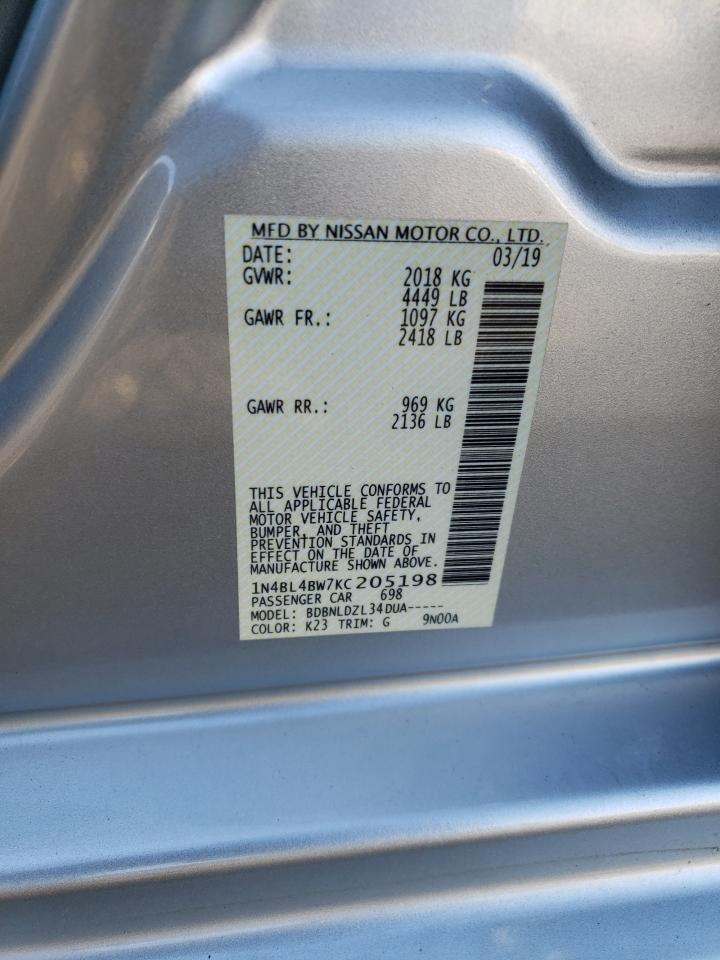 MFD BY NISSAN MOTOR CO., LTD.
DATE: 03/19
GVWR: 2018 KG
4449 LB
GAWR FR.: 1097 KG
2418 LB
GAWR RR.: 969 KG
2136 LB
THIS VEHICLE CONFORMS TO
ALL APPLICABLE FEDERAL
MOTOR VEHICLE SAFETY,
BUMPER, AND THEFT
PREVENTION STANDARDS IN
EFFECT ON THE DATE OF
MANUFACTURE SHOWN ABOVE.
1N4BL4BW7KC205198
PASSENGER CAR 698
MODEL: BDBNLDZL34DUA-----
COLOR: K23 TRIM: G 9N00A